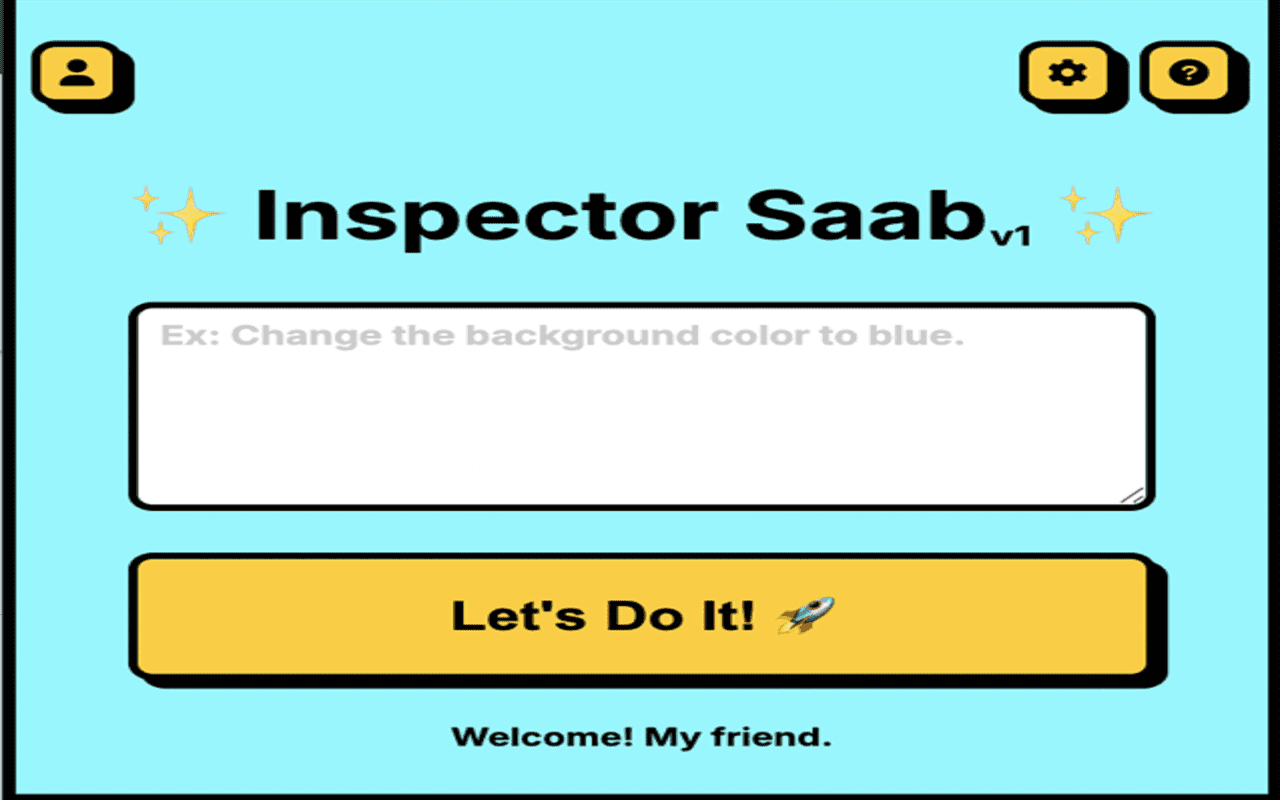 ✨ Inspector Saab v1 ✨
Ex: Change the background color to blue.
Let's Do It! 🚀
Welcome! My friend.